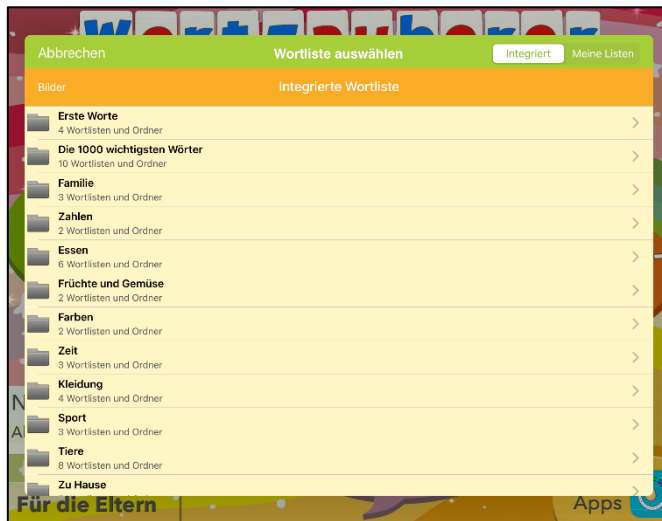 Wortzauberer
Abbrechen Wortliste auswählen Integriert Meine Listen
Bilder Integrierte Wortliste
Erste Worte
4 Wortlisten und Ordner
Die 1000 wichtigsten Wörter
10 Wortlisten und Ordner
Familie
3 Wortlisten und Ordner
Zahlen
2 Wortlisten und Ordner
Essen
6 Wortlisten und Ordner
Früchte und Gemüse
2 Wortlisten und Ordner
Farben
2 Wortlisten und Ordner
Zeit
3 Wortlisten und Ordner
Kleidung
4 Wortlisten und Ordner
Sport
3 Wortlisten und Ordner
Tiere
8 Wortlisten und Ordner
Zu Hause
Für die Eltern Apps